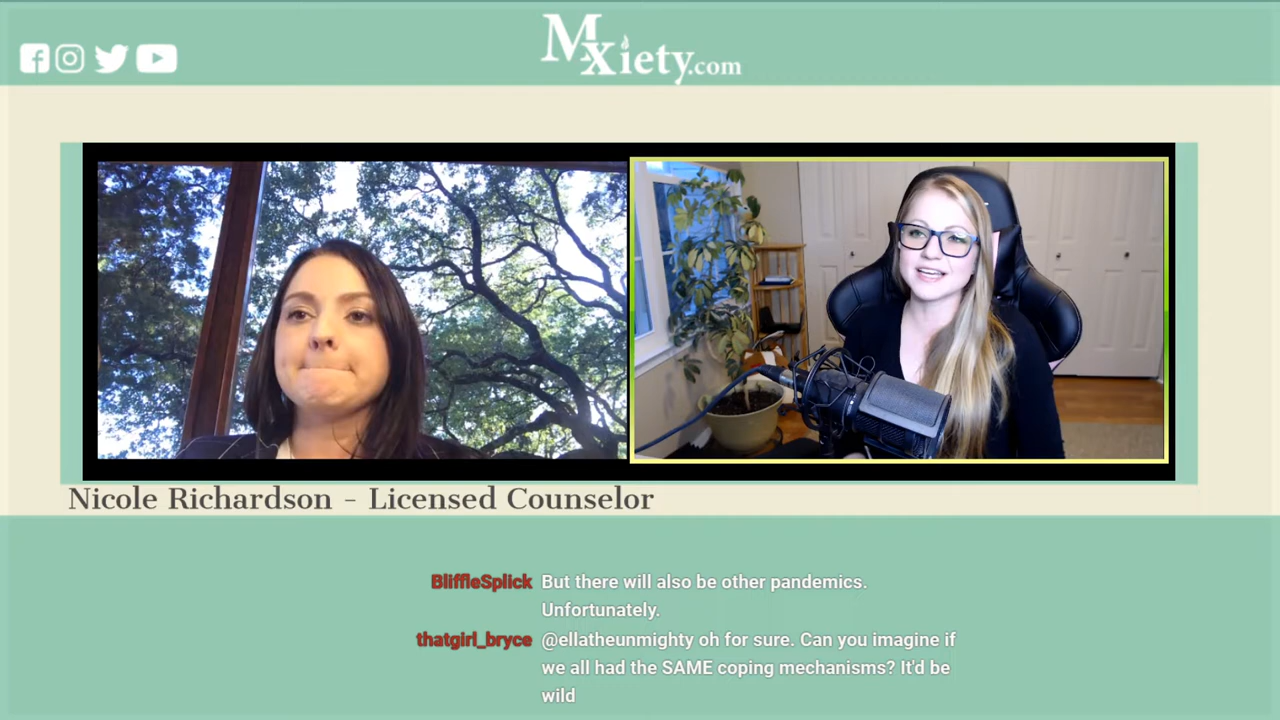 Mxiety.com
Nicole Richardson - Licensed Counselor
BliffleSplick But there will also be other pandemics.
Unfortunately.
thatgirl_bryce @ellatheunmighty oh for sure. Can you imagine if
we all had the SAME coping mechanisms? It'd be
wild